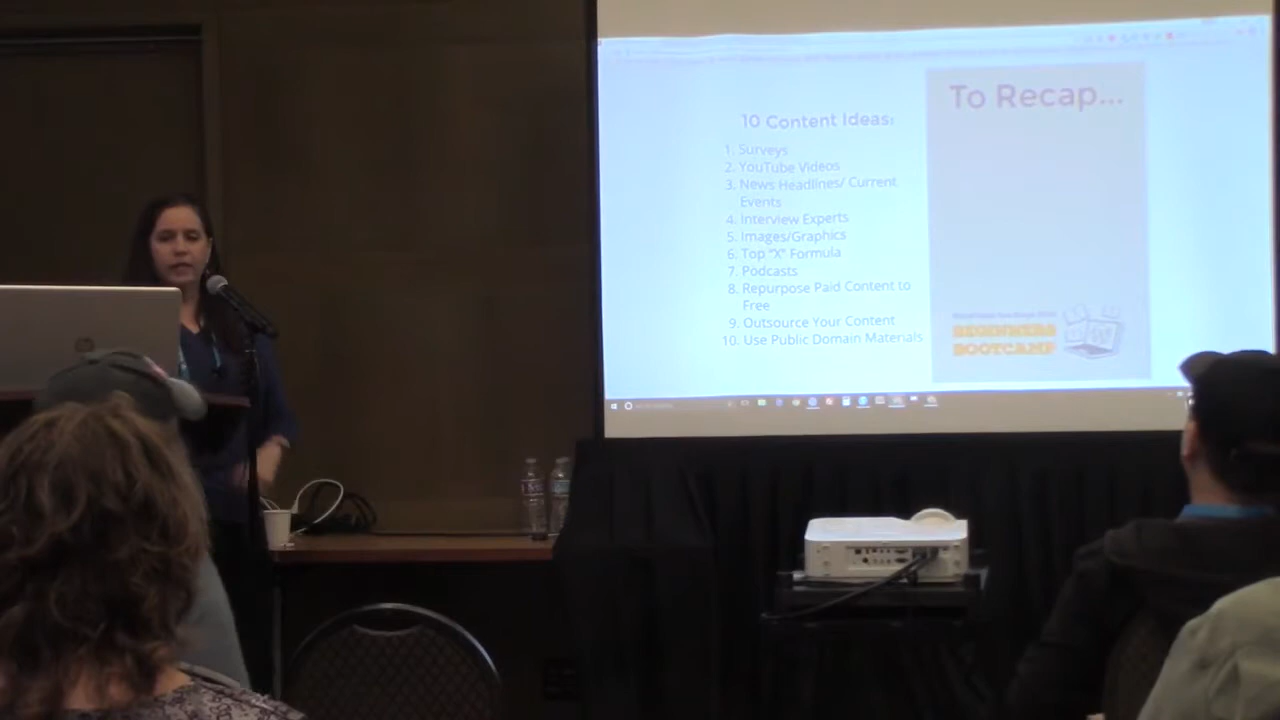 To Recap...
10 Content Ideas:
1. Surveys
2. YouTube Videos
3. News Headlines/ Current
Events
4. Interview Experts
5. Images/Graphics
6. Top "X" Formula
7. Podcasts
8. Repurpose Paid Content to
Free
9. Outsource Your Content
10. Use Public Domain Materials
BEGINNERS
BOOTCAMP